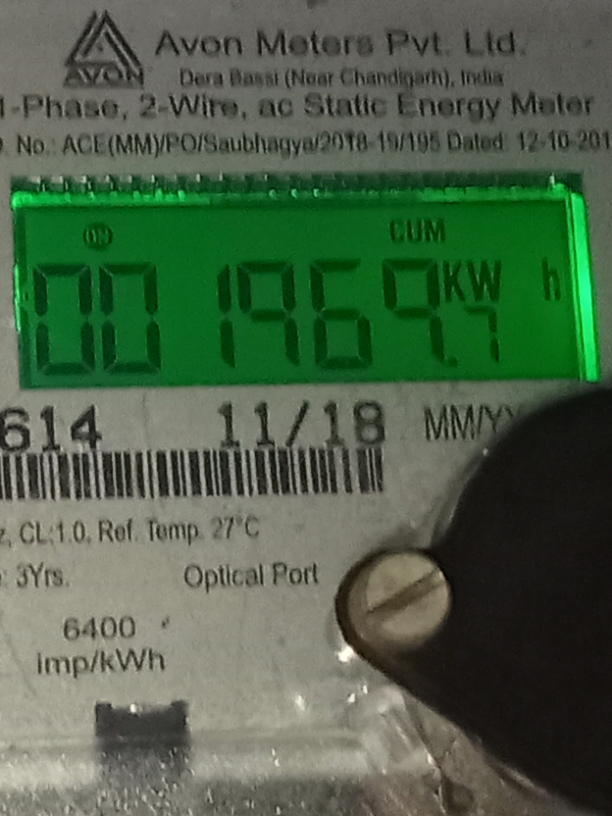 AVON
Avon Meters Pvt. Ltd.
Dera Bassi (Near Chandigarh), India
1-Phase, 2-Wire, ac Static Energy Meter
No.: ACE(MM)/PO/Saubhagya/2018-19/195 Dated: 12-10-201
ON CUM
001969.7 KW h
614 11/18 MM/YY
z, CL:1.0, Ref. Temp. 27°C
: 3Yrs. Optical Port
6400
imp/kWh